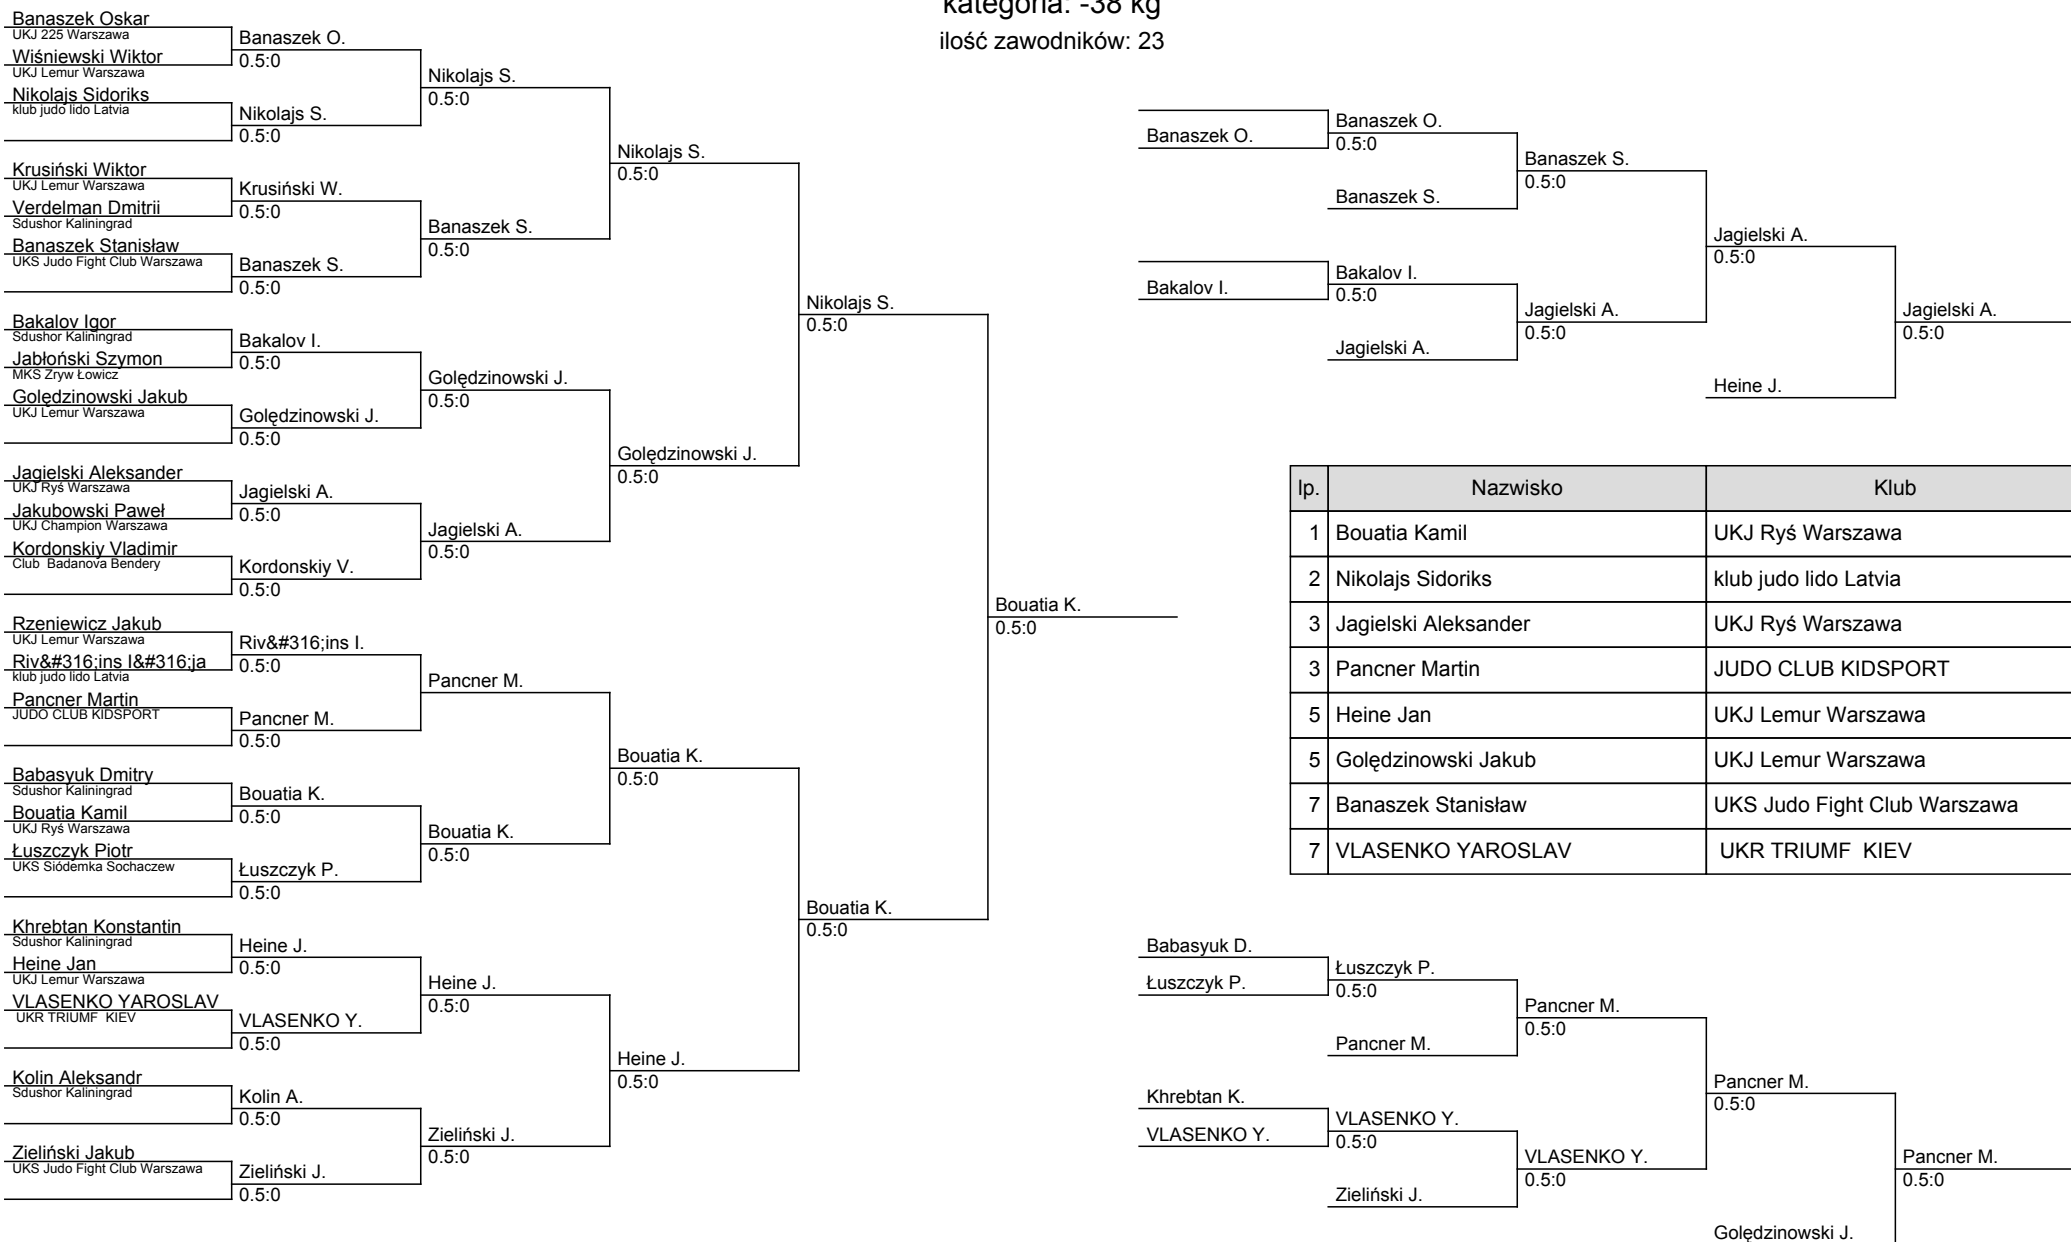 kategoria: -38 kg
ilość zawodników: 23
Banaszek Oskar
UKJ 225 Warszawa
Wiśniewski Wiktor
UKJ Lemur Warszawa
Nikolajs Sidoriks
klub judo lido Latvia
Krusiński Wiktor
UKJ Lemur Warszawa
Verdelman Dmitrii
Sdushor Kaliningrad
Banaszek Stanisław
UKS Judo Fight Club Warszawa
Bakalov Igor
Sdushor Kaliningrad
Jabłoński Szymon
MKS Zryw Łowicz
Golędzinowski Jakub
UKJ Lemur Warszawa
Jagielski Aleksander
UKJ Ryś Warszawa
Jakubowski Paweł
UKJ Champion Warszawa
Kordonskiy Vladimir
Club Badanova Bendery
Rzeniewicz Jakub
UKJ Lemur Warszawa
Riv&#316;ins I&#316;ja
klub judo lido Latvia
Pancner Martin
JUDO CLUB KIDSPORT
Babasyuk Dmitry
Sdushor Kaliningrad
Bouatia Kamil
UKJ Ryś Warszawa
Łuszczyk Piotr
UKS Siódemka Sochaczew
Khrebtan Konstantin
Sdushor Kaliningrad
Heine Jan
UKJ Lemur Warszawa
VLASENKO YAROSLAV
UKR TRIUMF KIEV
Kolin Aleksandr
Sdushor Kaliningrad
Zieliński Jakub
UKS Judo Fight Club Warszawa
Banaszek O.
0.5:0
Nikolajs S.
0.5:0
Krusiński W.
0.5:0
Banaszek S.
0.5:0
Bakalov I.
0.5:0
Golędzinowski J.
0.5:0
Jagielski A.
0.5:0
Kordonskiy V.
0.5:0
Riv&#316;ins I.
0.5:0
Pancner M.
0.5:0
Bouatia K.
0.5:0
Łuszczyk P.
0.5:0
Heine J.
0.5:0
VLASENKO Y.
0.5:0
Kolin A.
0.5:0
Zieliński J.
0.5:0
Nikolajs S.
0.5:0
Banaszek S.
0.5:0
Golędzinowski J.
0.5:0
Jagielski A.
0.5:0
Pancner M.
Bouatia K.
0.5:0
Heine J.
0.5:0
Zieliński J.
0.5:0
Nikolajs S.
0.5:0
Golędzinowski J.
0.5:0
Bouatia K.
0.5:0
Heine J.
0.5:0
Nikolajs S.
0.5:0
Bouatia K.
0.5:0
Bouatia K.
0.5:0
Banaszek O.
Bakalov I.
Banaszek O.
0.5:0
Banaszek S.
Bakalov I.
0.5:0
Jagielski A.
Banaszek S.
0.5:0
Jagielski A.
0.5:0
Jagielski A.
0.5:0
Heine J.
Jagielski A.
0.5:0
lp. Nazwisko Klub
1 Bouatia Kamil UKJ Ryś Warszawa
2 Nikolajs Sidoriks klub judo lido Latvia
3 Jagielski Aleksander UKJ Ryś Warszawa
3 Pancner Martin JUDO CLUB KIDSPORT
5 Heine Jan UKJ Lemur Warszawa
5 Golędzinowski Jakub UKJ Lemur Warszawa
7 Banaszek Stanisław UKS Judo Fight Club Warszawa
7 VLASENKO YAROSLAV UKR TRIUMF KIEV
Babasyuk D.
Łuszczyk P.
Khrebtan K.
VLASENKO Y.
Łuszczyk P.
0.5:0
Pancner M.
VLASENKO Y.
0.5:0
Zieliński J.
Pancner M.
0.5:0
VLASENKO Y.
0.5:0
Pancner M.
0.5:0
Golędzinowski J.
Pancner M.
0.5:0